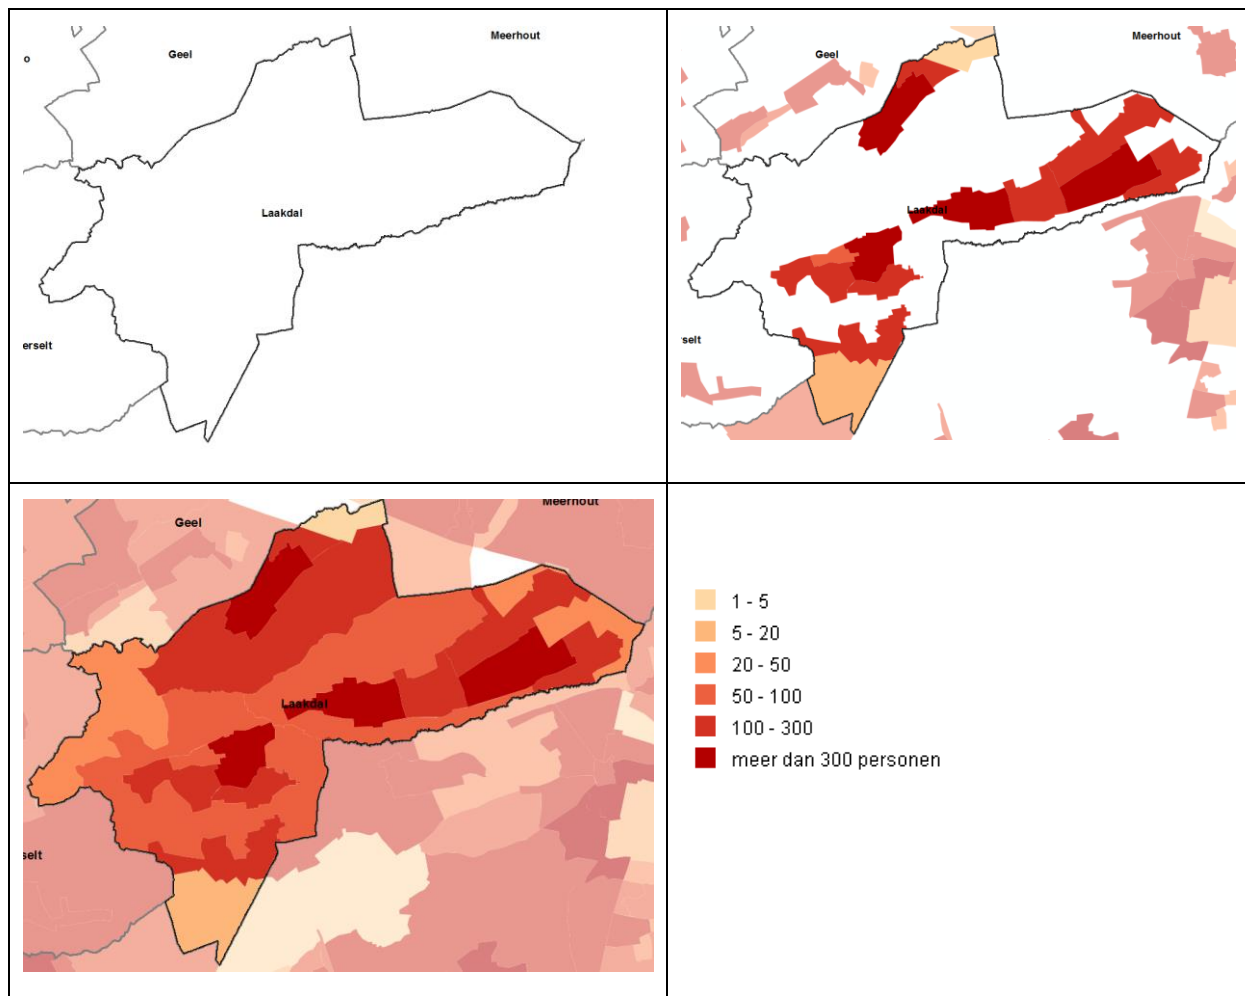 Meerhout
Geel
o
Laakdal
erselt
Meerhout
Geel
Laakdal
rselt
Meerhout
Geel
Laakdal
selt
1 - 5
5 - 20
20 - 50
50 - 100
100 - 300
meer dan 300 personen